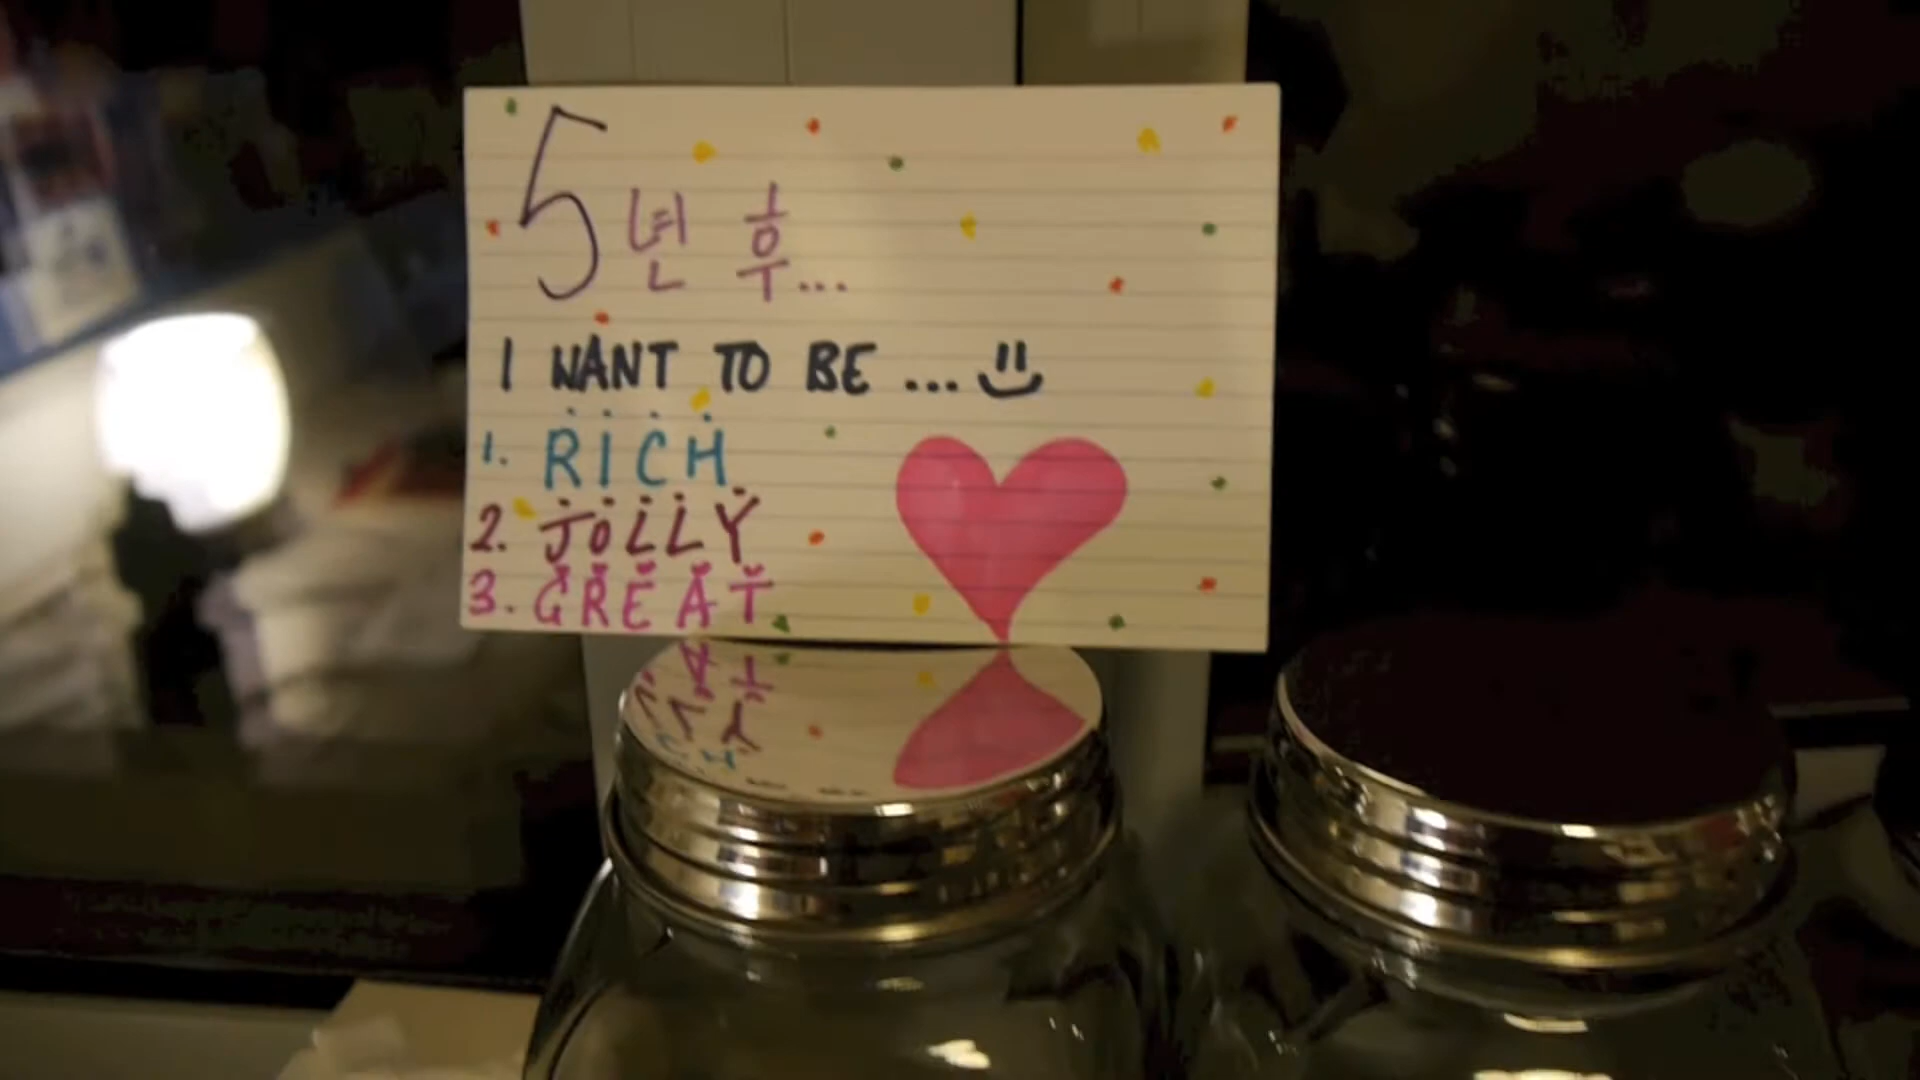 5년 후...
I WANT TO BE ...
1. RICH
2. JOLLY
3. GREAT